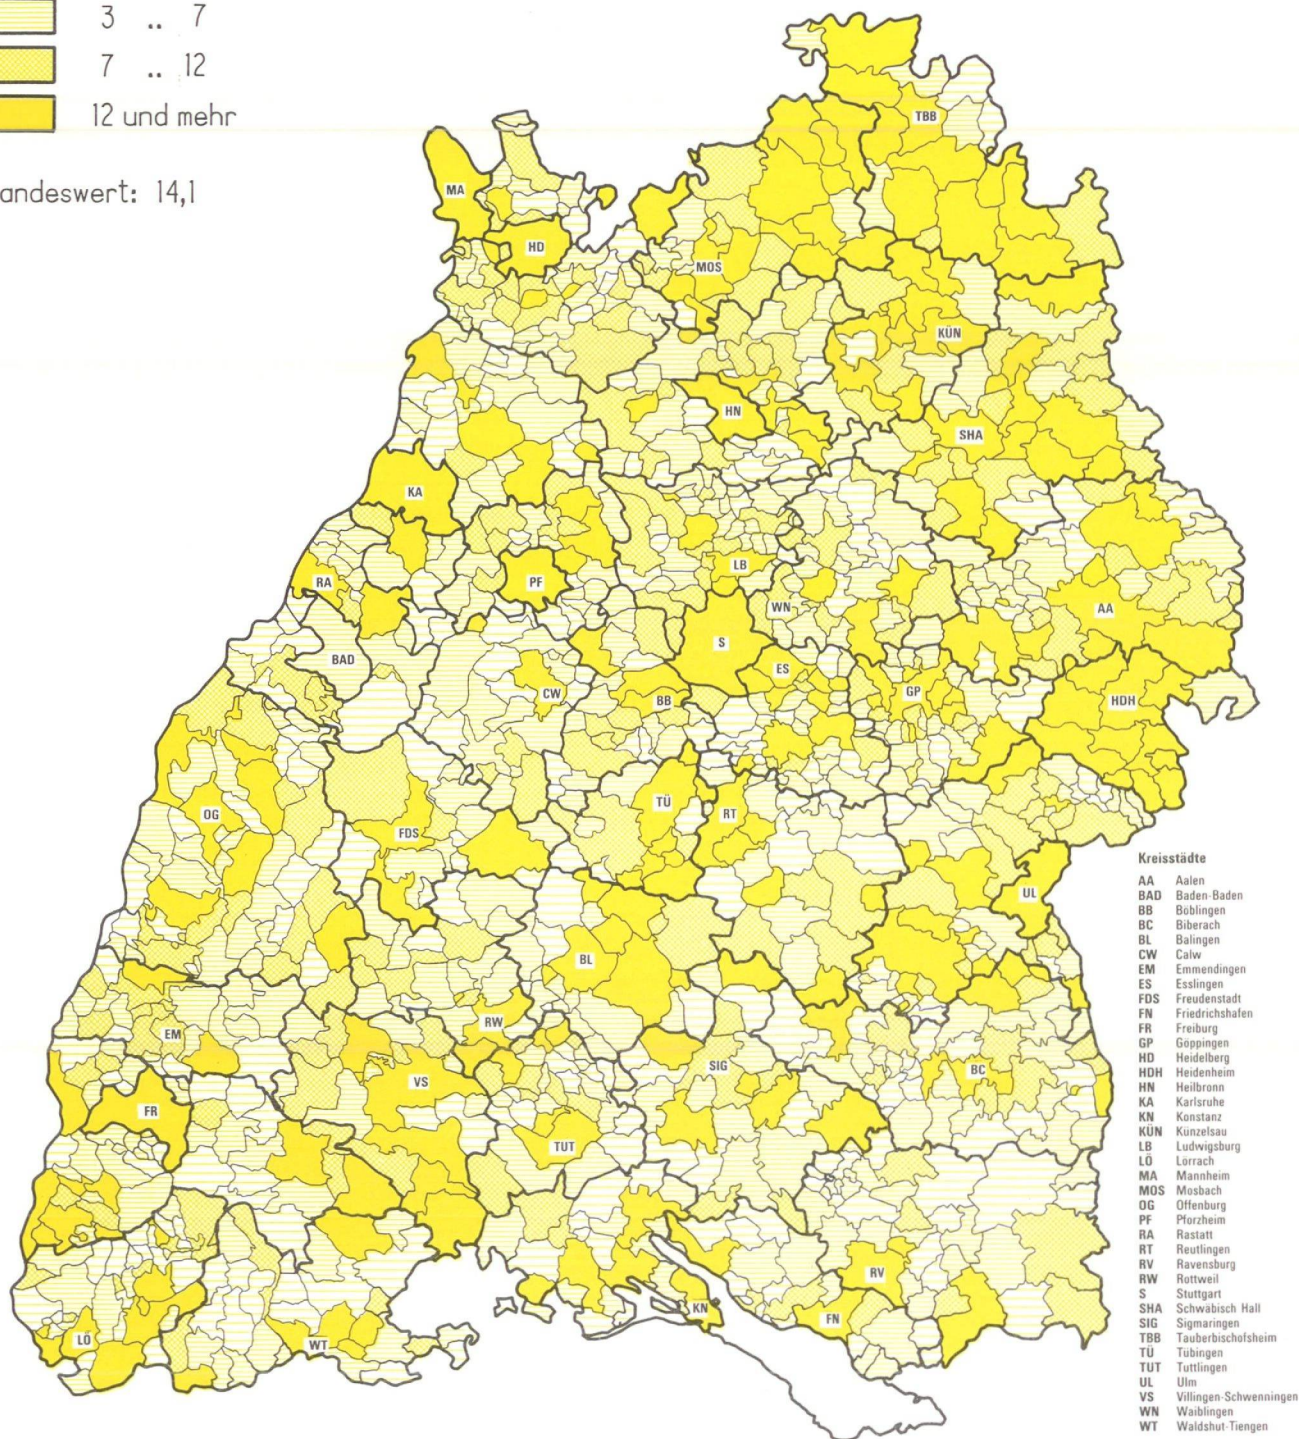 3 .. 7
7 .. 12
12 und mehr
andeswert: 14,1
TBB
MA
HD
MOS
KÜN
HN
SHA
KA
LB
RA
PF
WN
AA
S
BAD
ES
CW
BB
GP
HDH
TÜ
RT
OG
FDS
UL
BL
RW
EM
SIG
BC
VS
FR
TUT
RV
KN
FN
LÖ
WT
Kreisstädte
AA Aalen
BAD Baden-Baden
BB Böblingen
BC Biberach
BL Balingen
CW Calw
EM Emmendingen
ES Esslingen
FDS Freudenstadt
FN Friedrichshafen
FR Freiburg
GP Göppingen
HD Heidelberg
HDH Heidenheim
HN Heilbronn
KA Karlsruhe
KN Konstanz
KÜN Künzelsau
LB Ludwigsburg
LÖ Lörrach
MA Mannheim
MOS Mosbach
OG Offenburg
PF Pforzheim
RA Rastatt
RT Reutlingen
RV Ravensburg
RW Rottweil
S Stuttgart
SHA Schwäbisch Hall
SIG Sigmaringen
TBB Tauberbischofsheim
TÜ Tübingen
TUT Tuttlingen
UL Ulm
VS Villingen-Schwenningen
WN Waiblingen
WT Waldshut-Tiengen